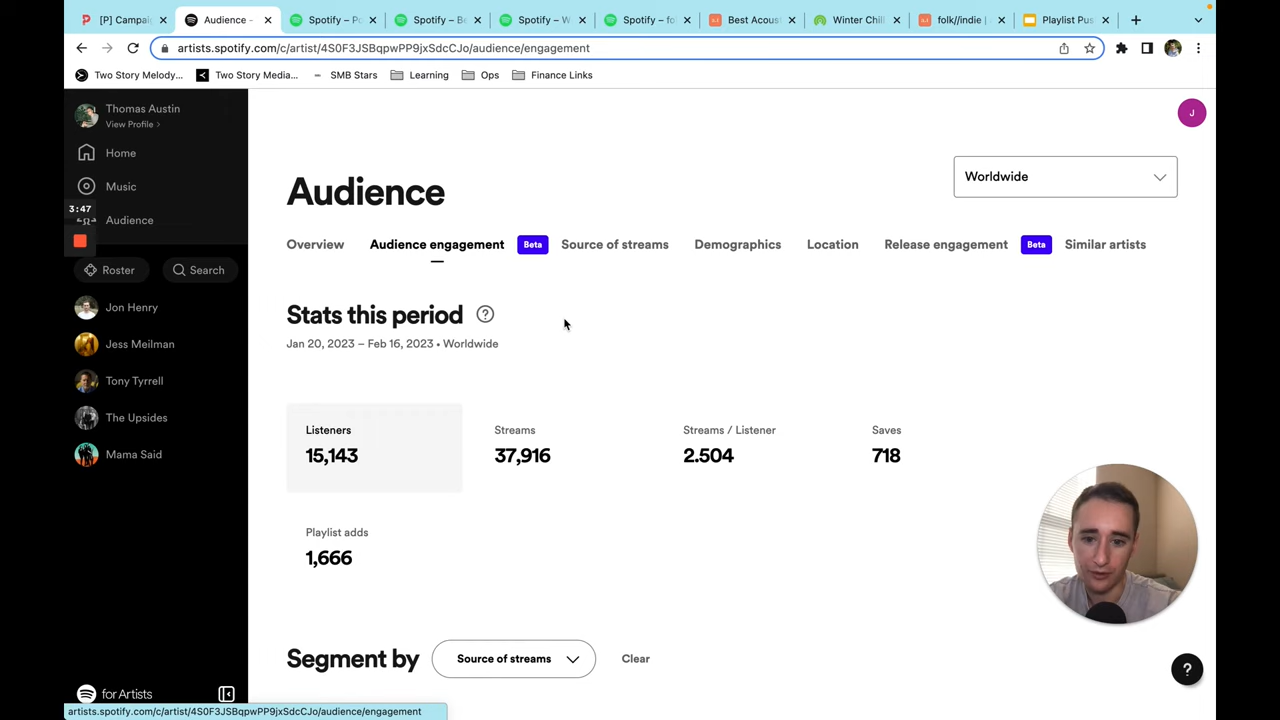 [P] Campai
Audience -
Spotify – Po
Spotify – Be
Spotify – W
Spotify – fo
Best Acous
Winter Chill
folk//indie |
Playlist Pus
artists.spotify.com/c/artist/4S0F3JSBqpwPP9jxSdcCJo/audience/engagement
Two Story Melody...
Two Story Media...
SMB Stars
Learning
Ops
Finance Links
Thomas Austin
View Profile >
Home
Music
3:47
Audience
Roster
Search
Jon Henry
Jess Meilman
Tony Tyrrell
The Upsides
Mama Said
for Artists
J
Audience
Worldwide
Overview Audience engagement Beta Source of streams Demographics Location Release engagement Beta Similar artists
Stats this period ?
Jan 20, 2023 – Feb 16, 2023 • Worldwide
Listeners Streams Streams / Listener Saves
15,143 37,916 2.504 718
Playlist adds
1,666
Segment by Source of streams Clear
?
artists.spotify.com/c/artist/4S0F3JSBqpwPP9jxSdcCJo/audience/engagement